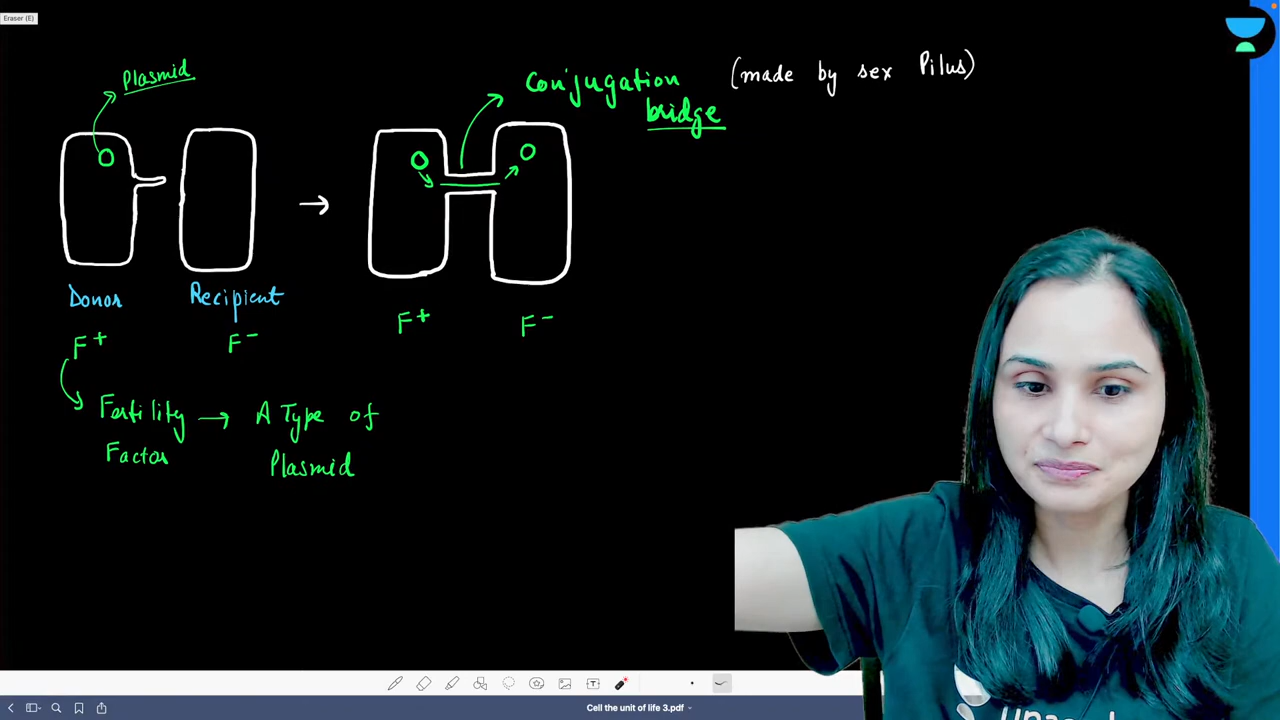 Eraser (E)
Plasmid
Conjugation
bridge
(made by sex Pilus)
Donor
Recipient
F+
F-
F+
F-
Fertility → A Type of
Factor Plasmid
Cell the unit of life 3.pdf